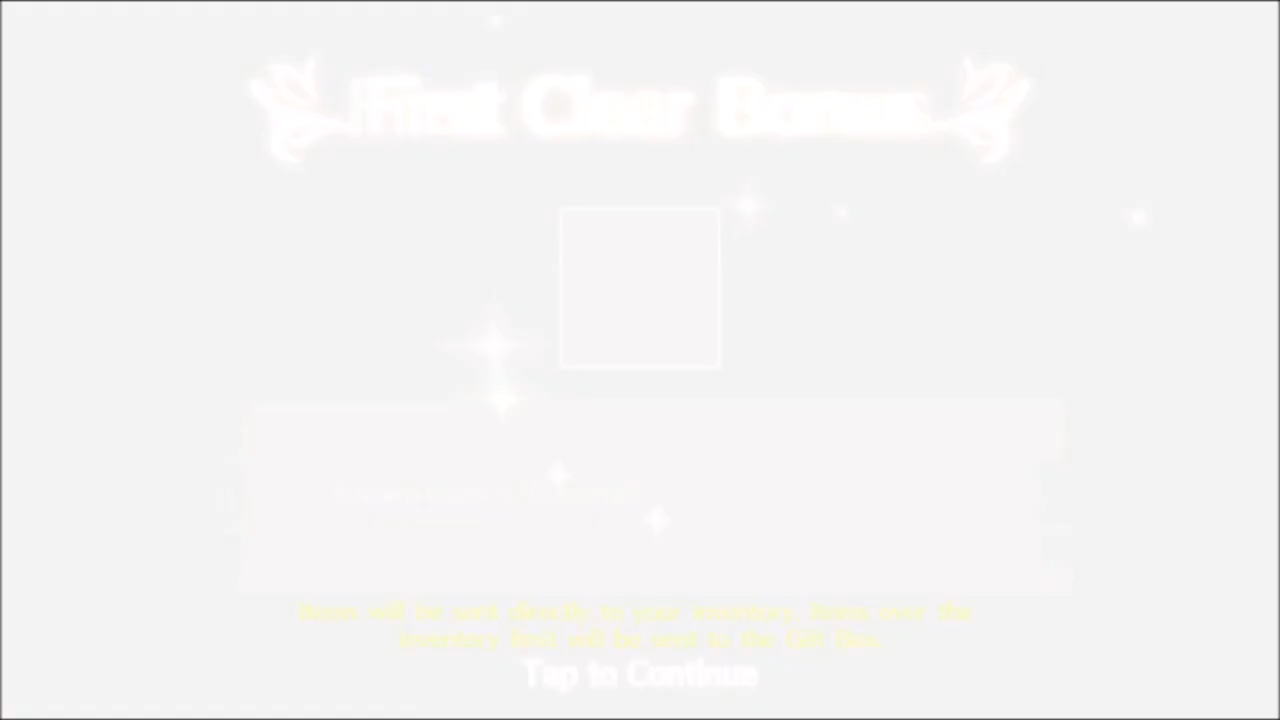 First Clear Bonus
Items will be sent directly to your inventory. Items over the
inventory limit will be sent to the Gift Box.
Tap to Continue